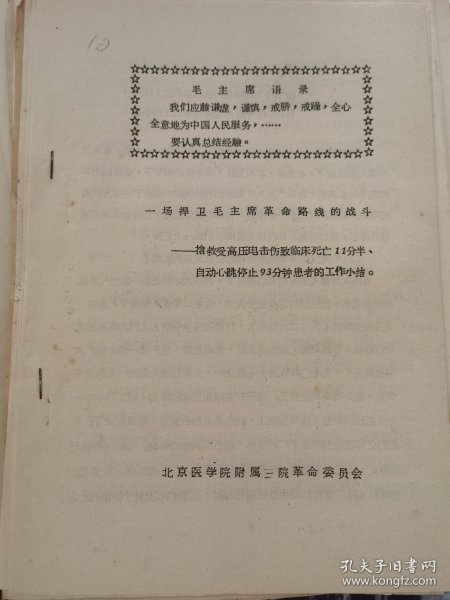 10
毛主席语录
我们应该谦虚，谨慎，戒骄，戒躁，全心
全意地为中国人民服务，……
要认真总结经验。
一场捍卫毛主席革命路线的战斗
——抢救受高压电击伤致临床死亡11分半、
自动心跳停止93分钟患者的工作小结。
北京医学院附属三院革命委员会
孔夫子旧书网
www.kongfz.com